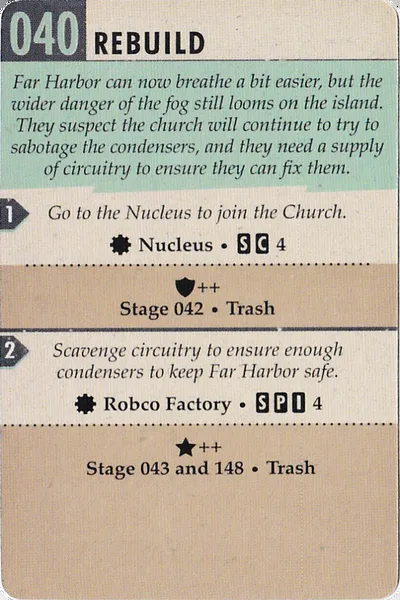 040 REBUILD
Far Harbor can now breathe a bit easier, but the
wider danger of the fog still looms on the island.
They suspect the church will continue to try to
sabotage the condensers, and they need a supply
of circuitry to ensure they can fix them.
1 Go to the Nucleus to join the Church.
Nucleus • S C 4
++
Stage 042 • Trash
2 Scavenge circuitry to ensure enough
condensers to keep Far Harbor safe.
Robco Factory • S P I 4
++
Stage 043 and 148 • Trash